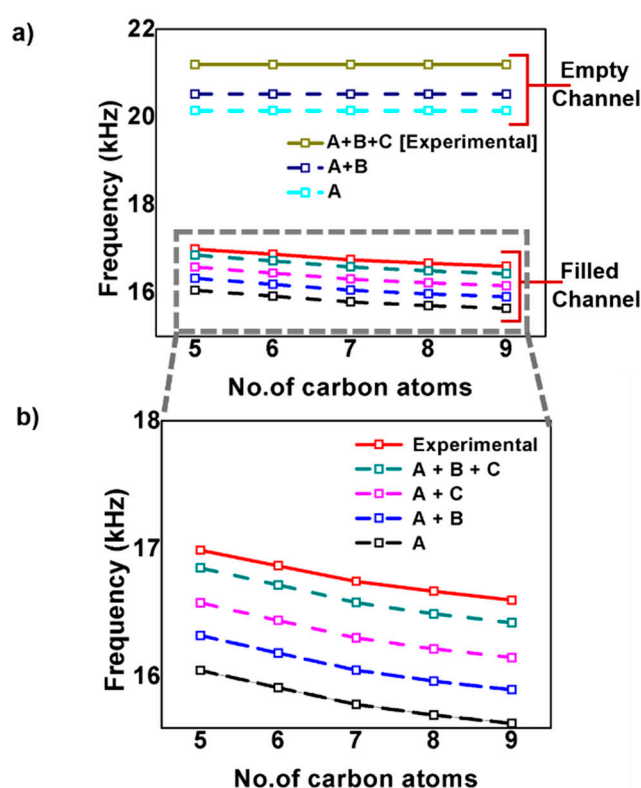 a)
22
20
18
16
Frequency (kHz)
Empty
Channel
A+B+C [Experimental]
A+B
A
Filled
Channel
5 6 7 8 9
No.of carbon atoms
b)
18
17
16
Frequency (kHz)
Experimental
A + B + C
A + C
A + B
A
5 6 7 8 9
No.of carbon atoms